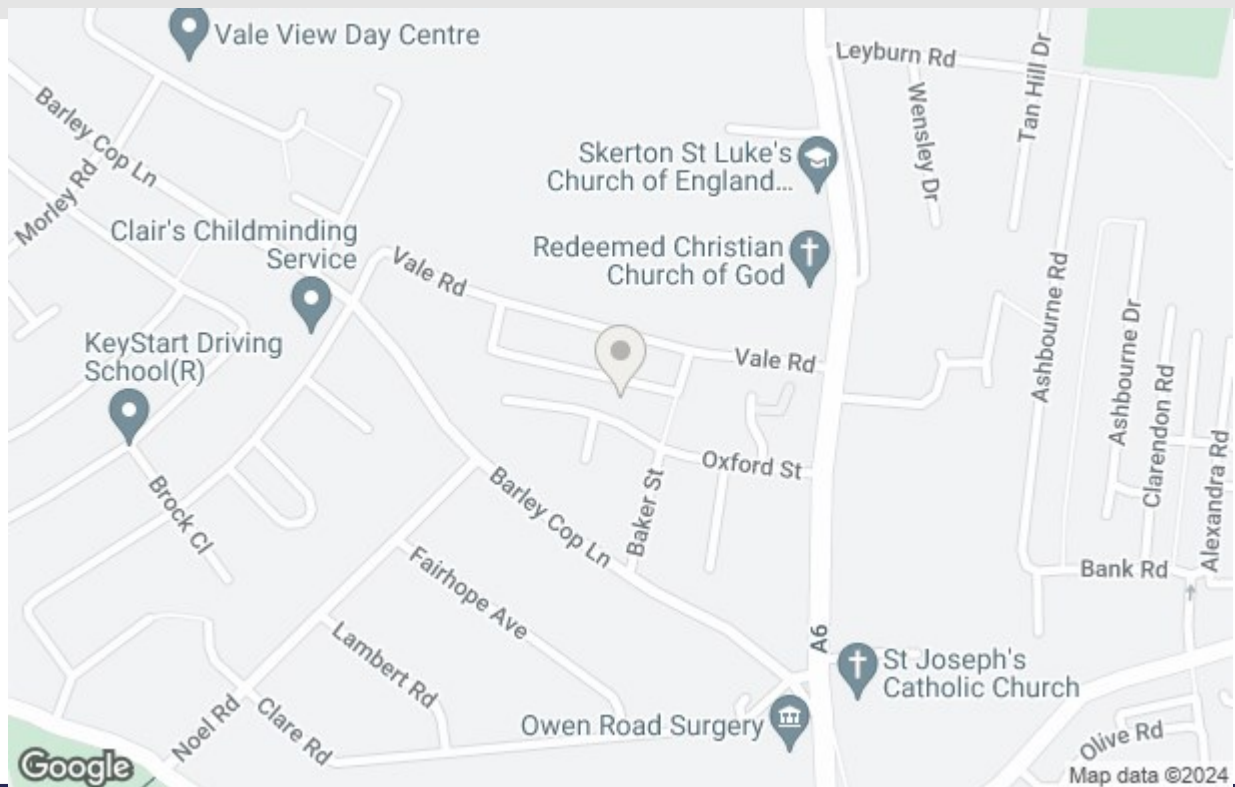 Vale View Day Centre
Leyburn Rd
Tan Hill Dr
Wensley Dr
Barley Cop Ln
Morley Rd
Skerton St Luke's
Church of England...
Clair's Childminding
Service
Vale Rd
Redeemed Christian
Church of God
Ashbourne Rd
KeyStart Driving
School(R)
Vale Rd
Ashbourne Dr
Clarendon Rd
Alexandra Rd
Oxford St
Brock Cl
Barley Cop Ln
Baker St
Fairhope Ave
Bank Rd
Lambert Rd
A6
St Joseph's
Catholic Church
Noel Rd
Clare Rd
Owen Road Surgery
Olive Rd
Google
Map data ©2024